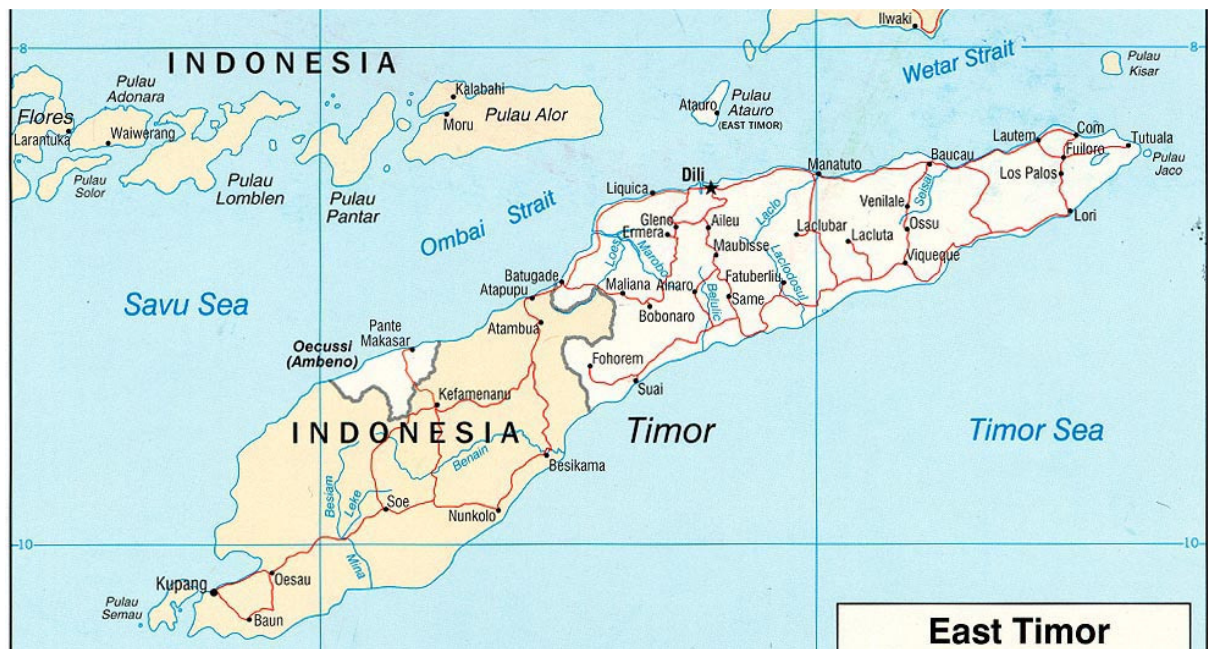 Ilwaki
8
8
INDONESIA
Wetar Strait
Pulau
Kisar
Pulau
Adonara
Kalabahi
Flores
Larantuka
Waiwerang
Moru
Pulau Alor
Atauro
Pulau
Atauro
(EAST TIMOR)
Lautem
Com
Tutuala
Fuiloro
Pulau
Jaco
Pulau
Solor
Pulau
Lomblen
Pulau
Pantar
Dili
Manatuto
Baucau
Los Palos
Liquica
Laclo
Seisal
Venilale
Lori
Ombai Strait
Gleno
Ermera
Aileu
Laclubar
Lacluta
Ossu
Loes
Marobo
Maubisse
Viqueque
Batugade
Atapupu
Maliana
Ainaro
Fatuberliu
Laclodosul
Belulic
Same
Bobonaro
Savu Sea
Atambua
Pante
Makasar
Oecussi
(Ambeno)
Fohorem
Suai
Kefamenanu
INDONESIA
Timor
Timor Sea
Benain
Besikama
Besiam
Leke
Soe
Nunkolo
10
10
Mina
Oesau
Kupang
Pulau
Semau
Baun
East Timor